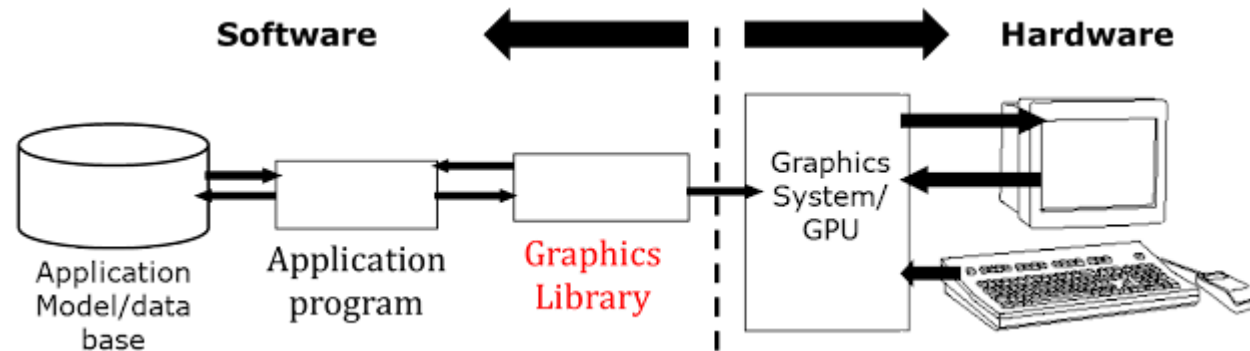 Software
Hardware
Application
Model/data
base
Application
program
Graphics
Library
Graphics
System/
GPU